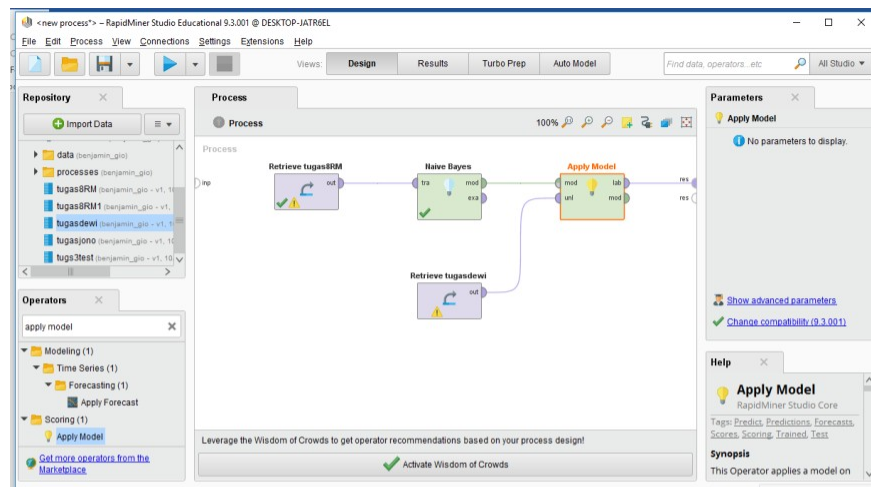 <new process*> – RapidMiner Studio Educational 9.3.001 @ DESKTOP-JATR6EL
File Edit Process View Connections Settings Extensions Help
Views: Design Results Turbo Prep Auto Model Find data, operators...etc All Studio
Repository
Import Data
data (benjamin_gio)
processes (benjamin_gio)
tugas8RM (benjamin_gio - v1, 1
tugas8RM1 (benjamin_gio - v1, 1
tugasdewi (benjamin_gio - v1, 1
tugasjono (benjamin_gio - v1, 10
tugs3test (benjamin_gio - v1, 10
Operators
apply model
Modeling (1)
Time Series (1)
Forecasting (1)
Apply Forecast
Scoring (1)
Apply Model
Get more operators from the
Marketplace
Process
Process 100%
Process
inp
Retrieve tugas8RM
out
Naive Bayes
tra mod
exa
Apply Model
mod lab
unl mod
res
res
Retrieve tugasdewi
out
Leverage the Wisdom of Crowds to get operator recommendations based on your process design!
Activate Wisdom of Crowds
Parameters
Apply Model
No parameters to display.
Show advanced parameters
Change compatibility (9.3.001)
Help
Apply Model
RapidMiner Studio Core
Tags: Predict, Predictions, Forecasts,
Scores, Scoring, Trained, Test
Synopsis
This Operator applies a model on